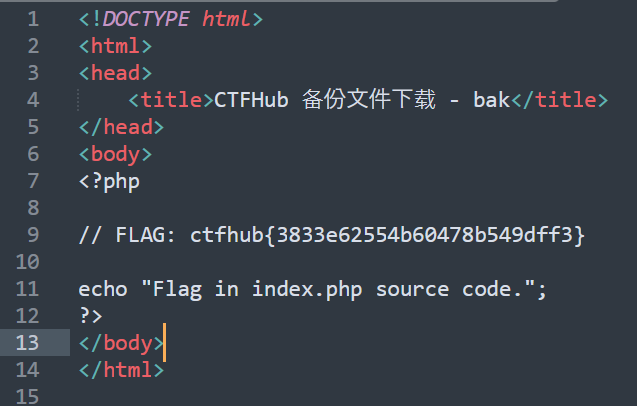 1 <!DOCTYPE html>
2 <html>
3 <head>
4 <title>CTFHub 备份文件下载 - bak</title>
5 </head>
6 <body>
7 <?php
8
9 // FLAG: ctfhub{3833e62554b60478b549dff3}
10
11 echo "Flag in index.php source code.";
12 ?>
13 </body>
14 </html>
15